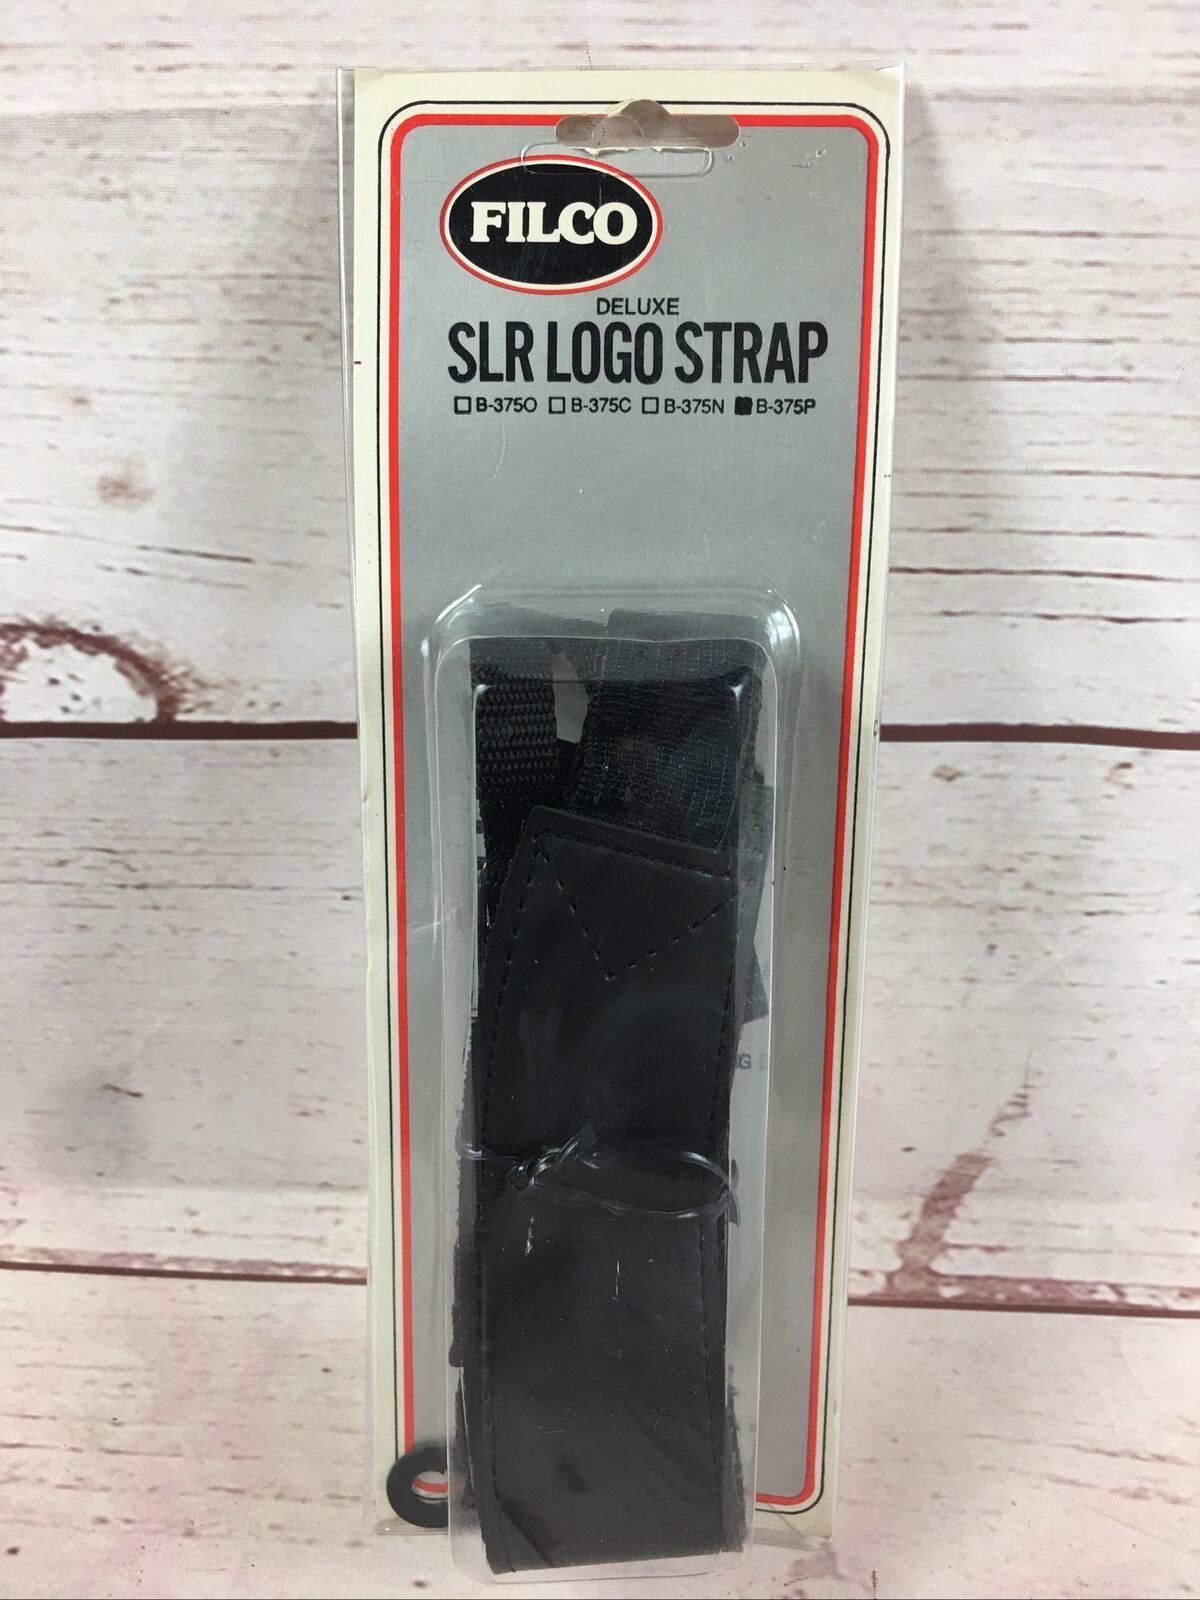 FILCO
DELUXE
SLR LOGO STRAP
B-375O B-375C B-375N B-375P